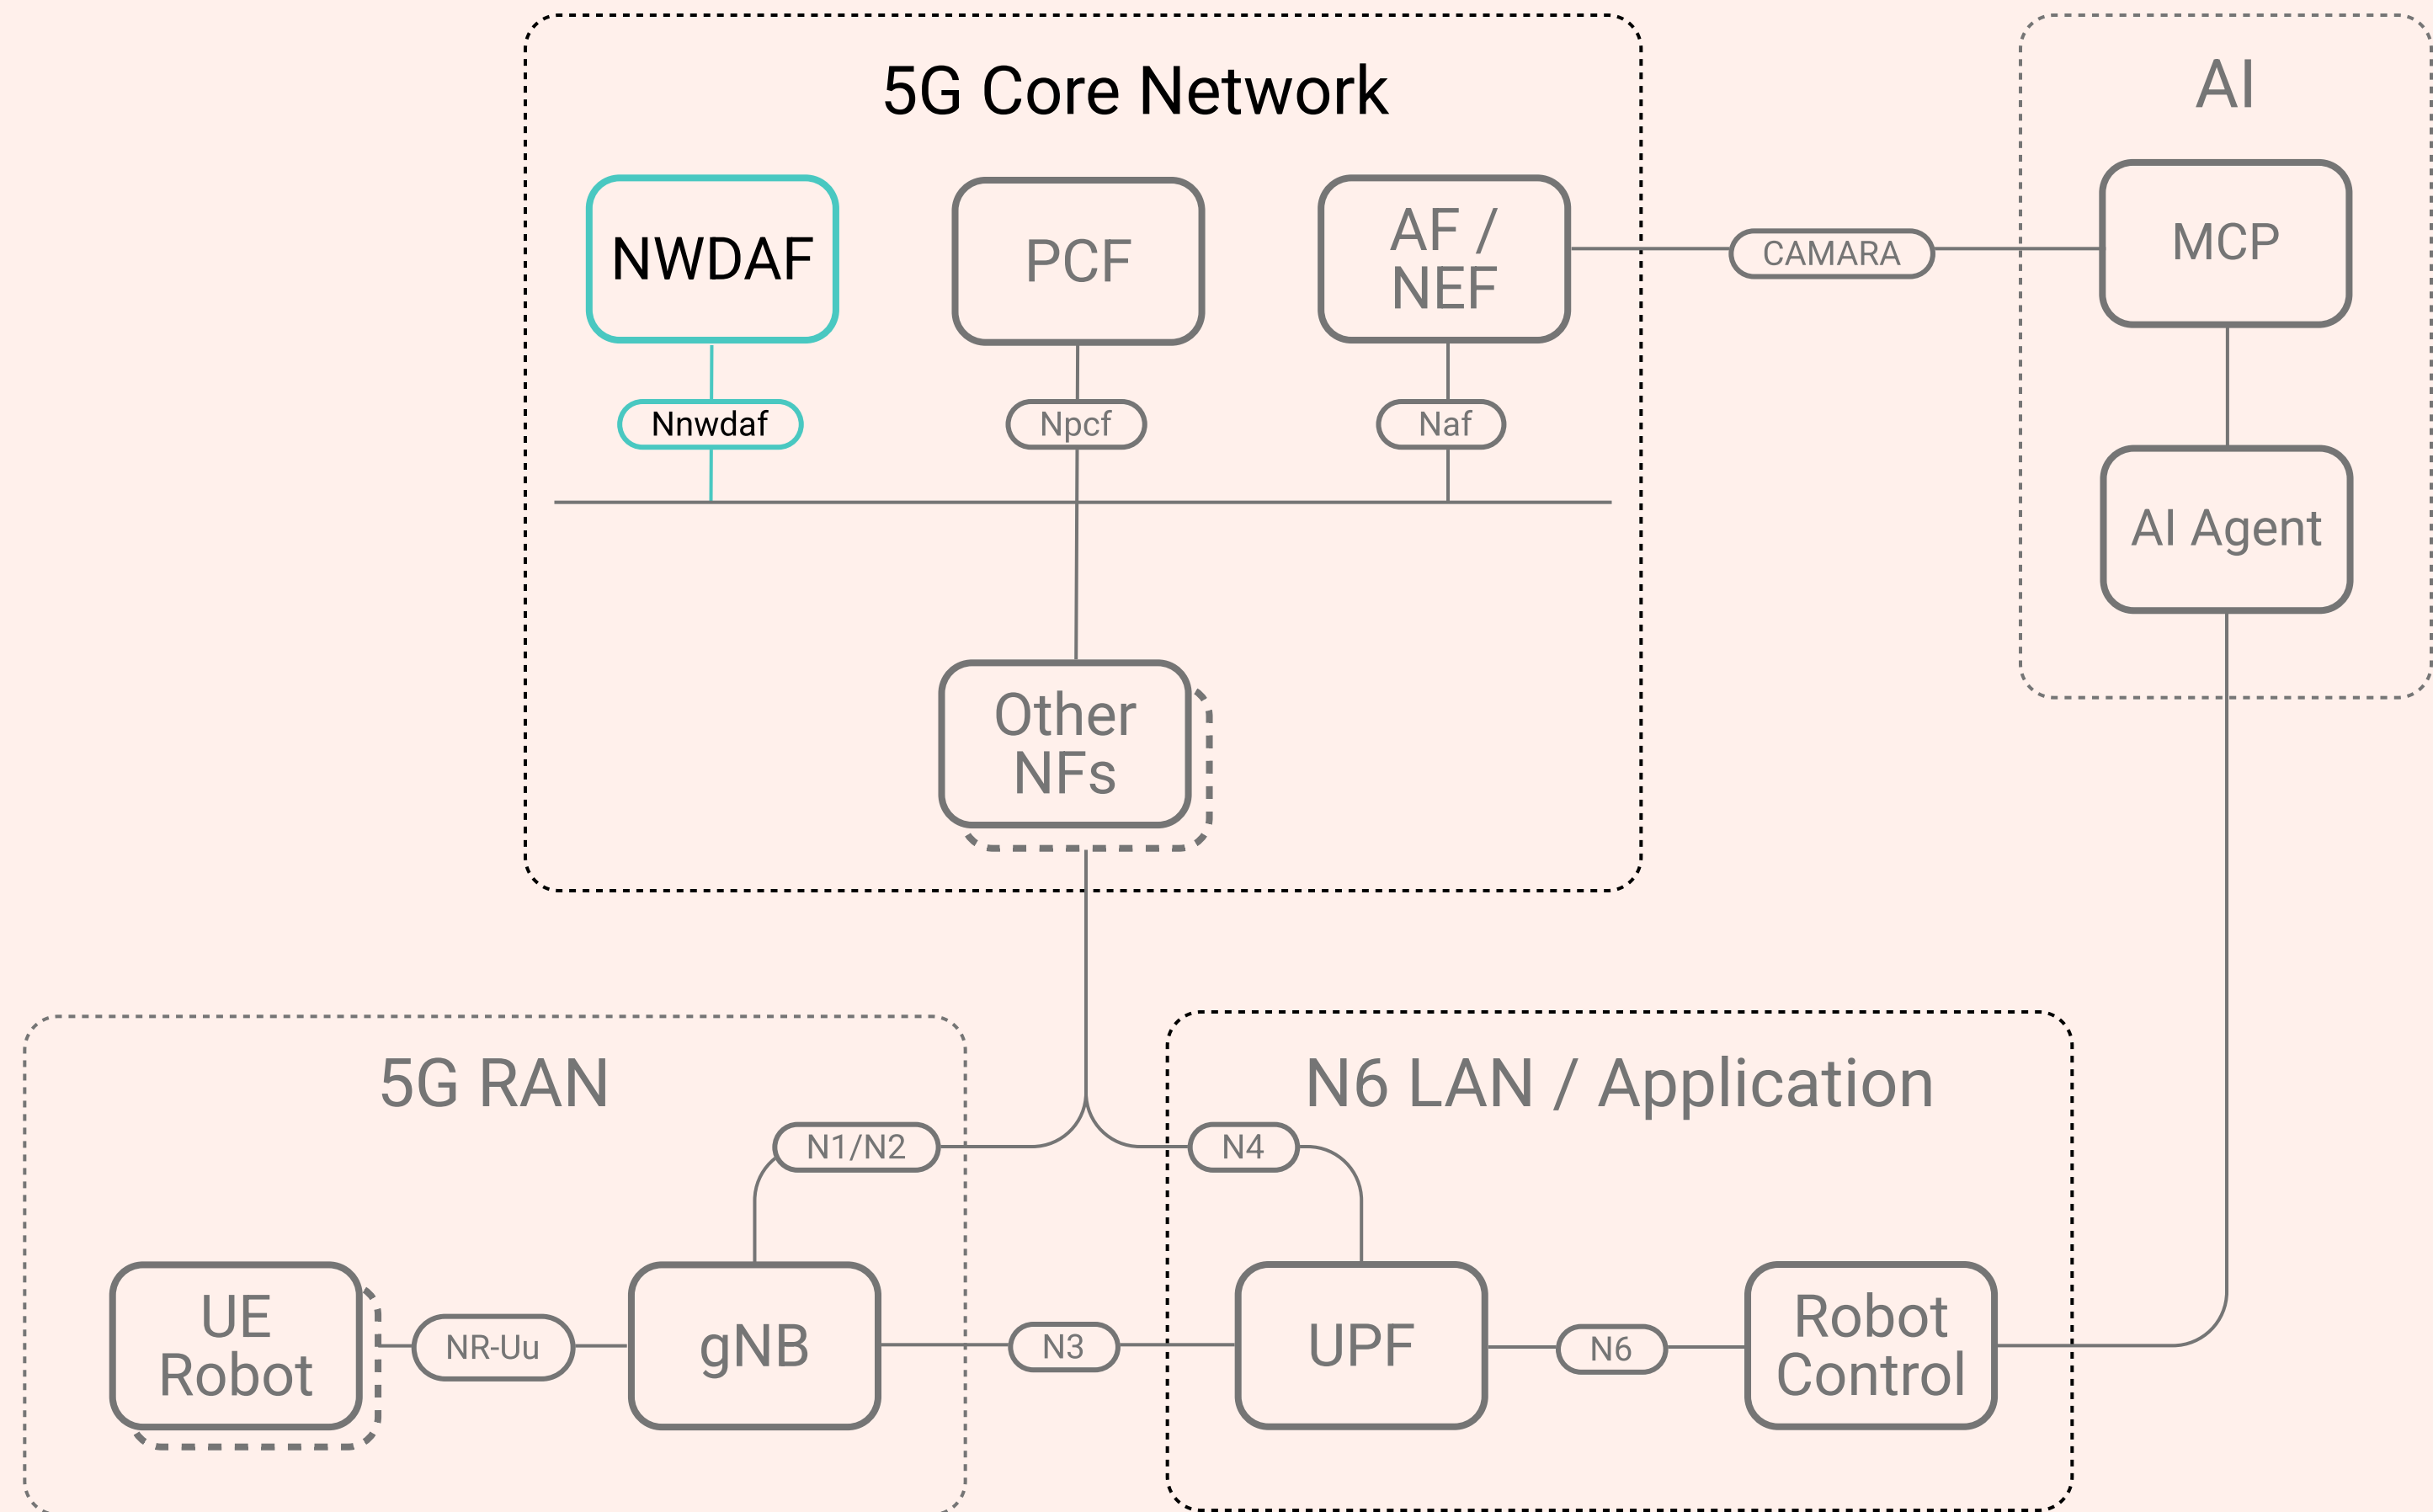 5G Core Network
AI
NWDAF
PCF
AF /
NEF
CAMARA
MCP
Nnwdaf
Npcf
Naf
AI Agent
Other
NFs
5G RAN
N6 LAN / Application
N1/N2
N4
UE
Robot
NR-Uu
gNB
N3
UPF
N6
Robot
Control